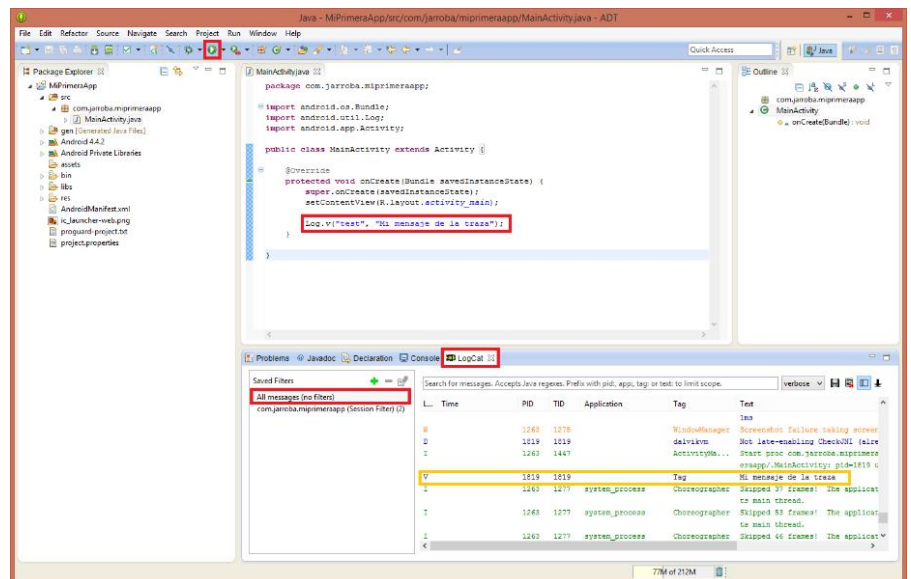 Java - MiPrimeraApp/src/com/jarroba/miprimeraapp/MainActivity.java - ADT
File Edit Refactor Source Navigate Search Project Run Window Help
Quick Access
Java
Package Explorer
MiPrimeraApp
src
com.jarroba.miprimeraapp
MainActivity.java
gen [Generated Java Files]
Android 4.4.2
Android Private Libraries
assets
bin
libs
res
AndroidManifest.xml
ic_launcher-web.png
proguard-project.txt
project.properties
MainActivity.java
package com.jarroba.miprimeraapp;
import android.os.Bundle;
import android.util.Log;
import android.app.Activity;
public class MainActivity extends Activity {
@Override
protected void onCreate(Bundle savedInstanceState) {
super.onCreate(savedInstanceState);
setContentView(R.layout.activity_main);
Log.v("test", "Mi mensaje de la traza");
}
}
Outline
com.jarroba.miprimeraapp
MainActivity
onCreate(Bundle) : void
Problems Javadoc Declaration Console LogCat
Saved Filters
All messages (no filters)
com.jarroba.miprimeraapp (Session Filter) (2)
Search for messages. Accepts Java regexes. Prefix with pid:, app:, tag: or text: to limit scope.
verbose
L... Time PID TID Application Tag Text
1ms
W 1263 1278 WindowManager Screenshot failure taking screen
D 1819 1819 dalvikvm Not late-enabling CheckJNI (alre
I 1263 1447 ActivityMa... Start proc com.jarroba.miprimera
eraapp/.MainActivity: pid=1819 u
V 1819 1819 Tag Mi mensaje de la traza
I 1263 1277 system_process Choreographer Skipped 37 frames! The applicat
ts main thread.
I 1263 1277 system_process Choreographer Skipped 53 frames! The applicat
ts main thread.
I 1263 1277 system_process Choreographer Skipped 46 frames! The applicat
77M of 212M